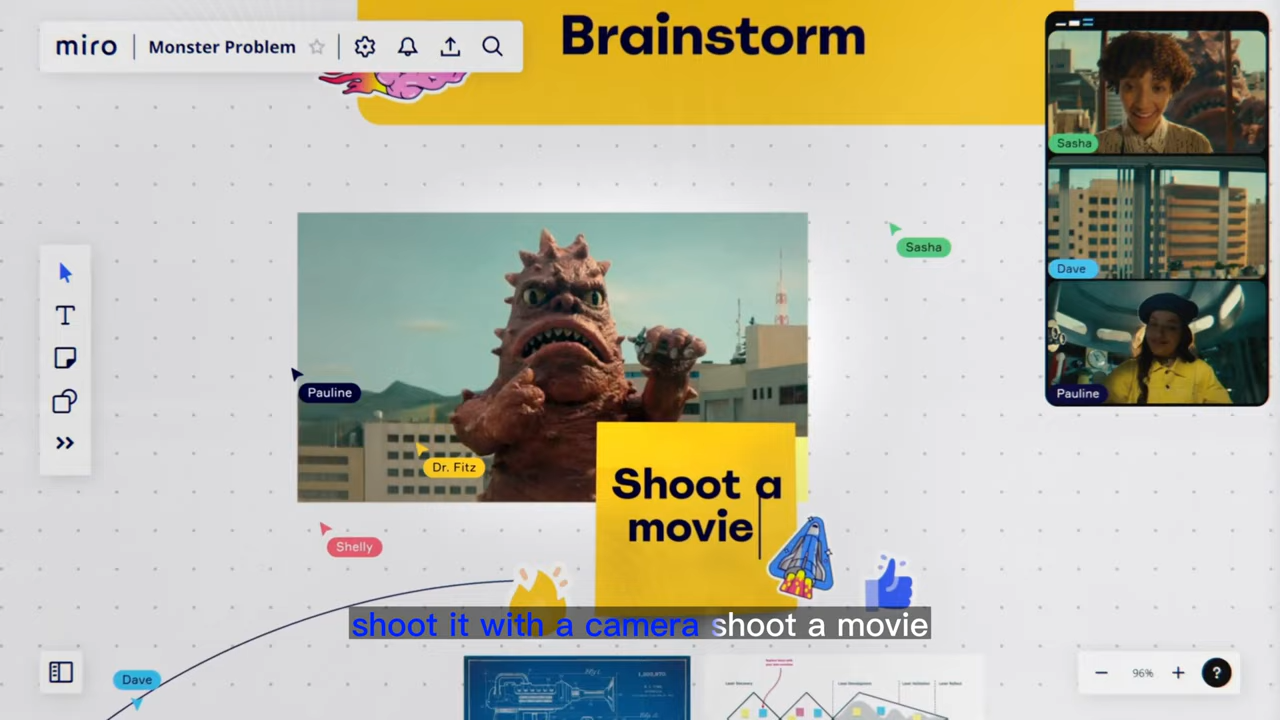 Brainstorm
miro
Monster Problem
Sasha
Dave
Pauline
Sasha
Pauline
Dr. Fitz
Shoot a
movie
Shelly
shoot it with a camera shoot a movie
Dave
96%
?